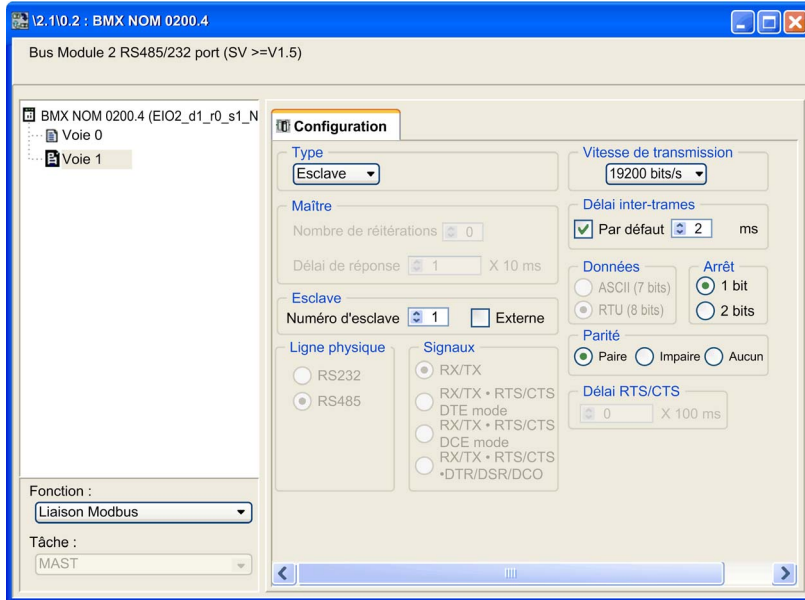 \2.1\0.2 : BMX NOM 0200.4
Bus Module 2 RS485/232 port (SV >=V1.5)
BMX NOM 0200.4 (EIO2_d1_r0_s1_N
Voie 0
Voie 1
Fonction :
Liaison Modbus
Tâche :
MAST
Configuration
Type
Esclave
Maître
Nombre de réitérations 0
Délai de réponse 1 X 10 ms
Esclave
Numéro d'esclave 1 Externe
Ligne physique
RS232
RS485
Signaux
RX/TX
RX/TX • RTS/CTS
DTE mode
RX/TX • RTS/CTS
DCE mode
RX/TX • RTS/CTS
•DTR/DSR/DCO
Vitesse de transmission
19200 bits/s
Délai inter-trames
Par défaut 2 ms
Données
ASCII (7 bits)
RTU (8 bits)
Arrêt
1 bit
2 bits
Parité
Paire Impaire Aucun
Délai RTS/CTS
0 X 100 ms